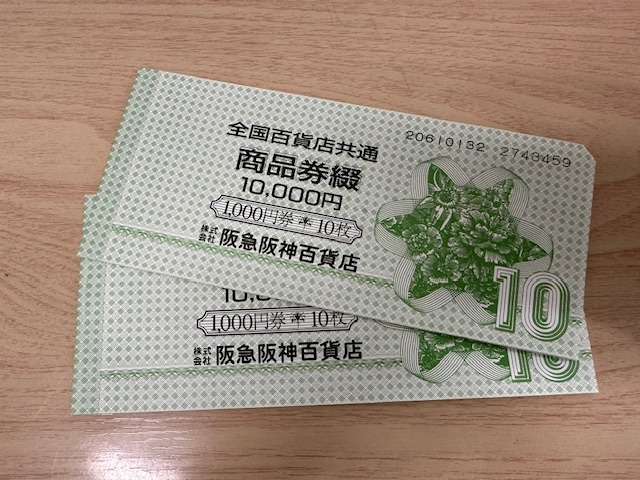 全国百貨店共通
20610132 2743459
商品券綴
10,000円
1,000円券＊10枚
株式会社 阪急阪神百貨店
10
1,000円券＊10枚
株式会社 阪急阪神百貨店